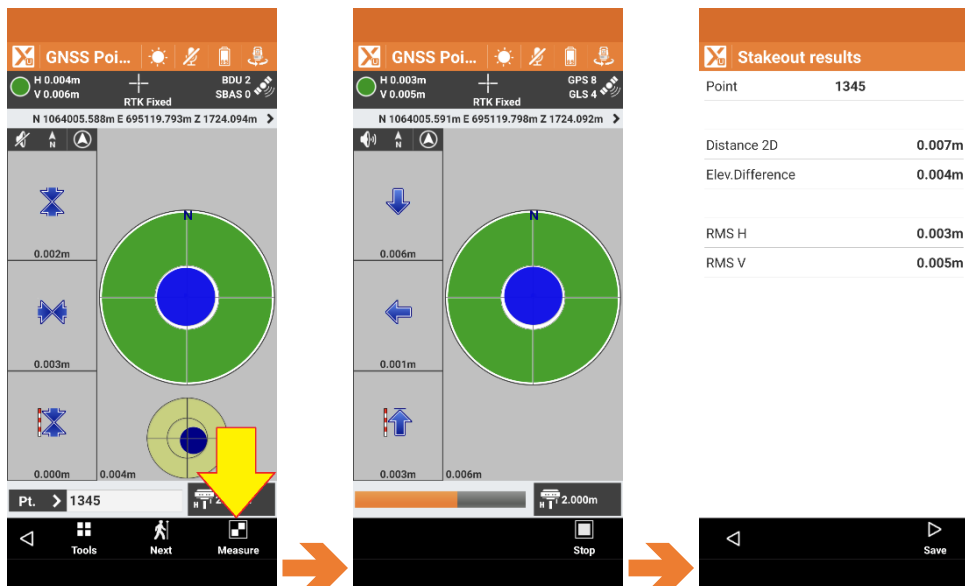 GNSS Poi...
H 0.004m
V 0.006m
RTK Fixed
BDU 2
SBAS 0
N 1064005.588m E 695119.793m Z 1724.094m
N
N
0.002m
0.003m
0.000m
0.004m
Pt. 1345
H
Tools
Next
Measure
GNSS Poi...
H 0.003m
V 0.005m
RTK Fixed
GPS 8
GLS 4
N 1064005.591m E 695119.798m Z 1724.092m
N
N
0.006m
0.001m
0.003m
0.006m
H 2.000m
Stop
Stakeout results
Point 1345
Distance 2D 0.007m
Elev.Difference 0.004m
RMS H 0.003m
RMS V 0.005m
Save